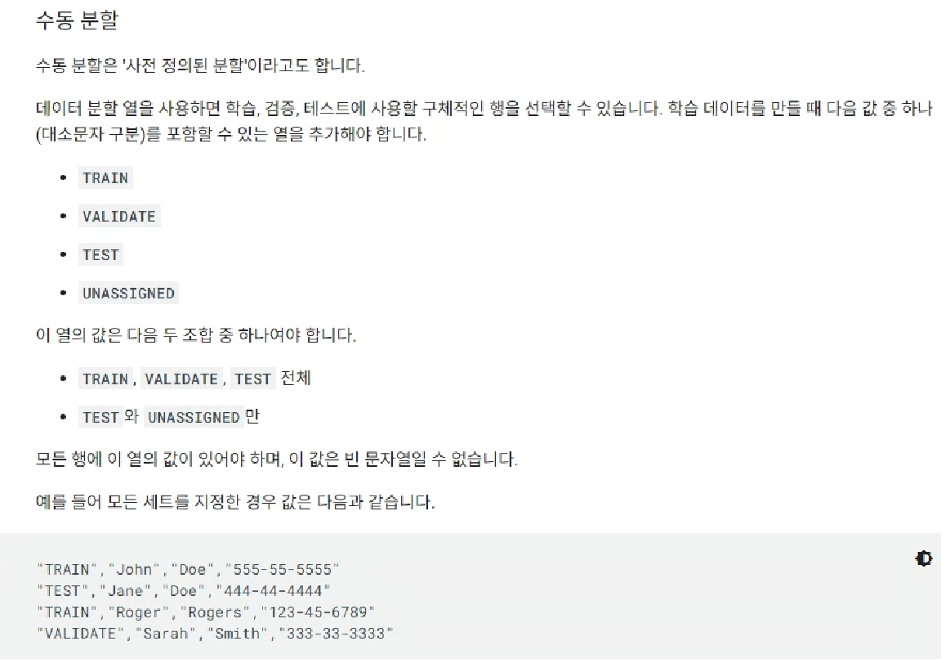 수동 분할
수동 분할은 '사전 정의된 분할'이라고도 합니다.
데이터 분할 열을 사용하면 학습, 검증, 테스트에 사용할 구체적인 행을 선택할 수 있습니다. 학습 데이터를 만들 때 다음 값 중 하나
(대소문자 구분)를 포함할 수 있는 열을 추가해야 합니다.
• TRAIN
• VALIDATE
• TEST
• UNASSIGNED
이 열의 값은 다음 두 조합 중 하나여야 합니다.
• TRAIN, VALIDATE, TEST 전체
• TEST와 UNASSIGNED만
모든 행에 이 열의 값이 있어야 하며, 이 값은 빈 문자열일 수 없습니다.
예를 들어 모든 세트를 지정한 경우 값은 다음과 같습니다.
"TRAIN","John","Doe","555-55-5555"
"TEST","Jane","Doe","444-44-4444"
"TRAIN","Roger","Rogers","123-45-6789"
"VALIDATE","Sarah","Smith","333-33-3333"